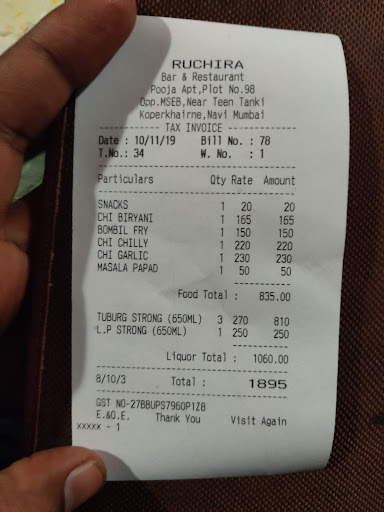 RUCHIRA
Bar & Restaurant
Pooja Apt,Plot No.98
Opp.MSEB,Near Teen Tanki
Koperkhairne,Navi Mumbai
TAX INVOICE
Date : 10/11/19 Bill No. : 78
T.No.: 34 W. No. : 1
Particulars Qty Rate Amount
SNACKS 1 20 20
CHI BIRYANI 1 165 165
BOMBIL FRY 1 150 150
CHI CHILLY 1 220 220
CHI GARLIC 1 230 230
MASALA PAPAD 1 50 50
Food Total : 835.00
TUBURG STRONG (650ML) 3 270 810
L.P STRONG (650ML) 1 250 250
Liquor Total : 1060.00
8/10/3 Total : 1895
GST NO-27BBUPS7960P1Z8
E.&O.E. Thank You Visit Again
xxxxx - 1